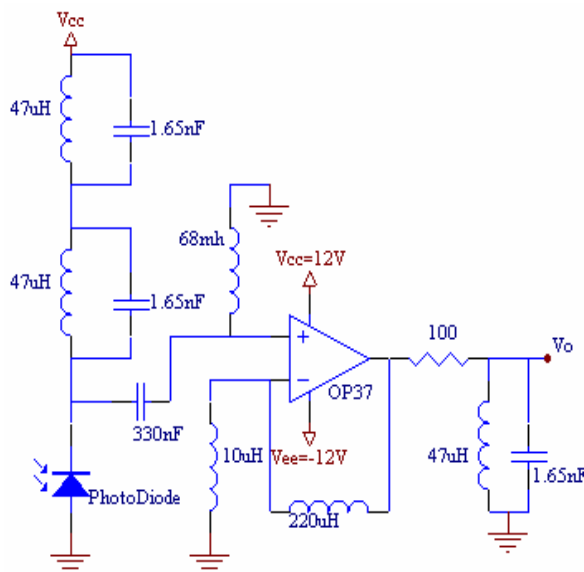 Vcc
47uH
1.65nF
47uH
1.65nF
68mh
Vcc=12V
+
100
Vo
−
OP37
330nF
10uH
Vee=-12V
47uH
1.65nF
PhotoDiode
220uH